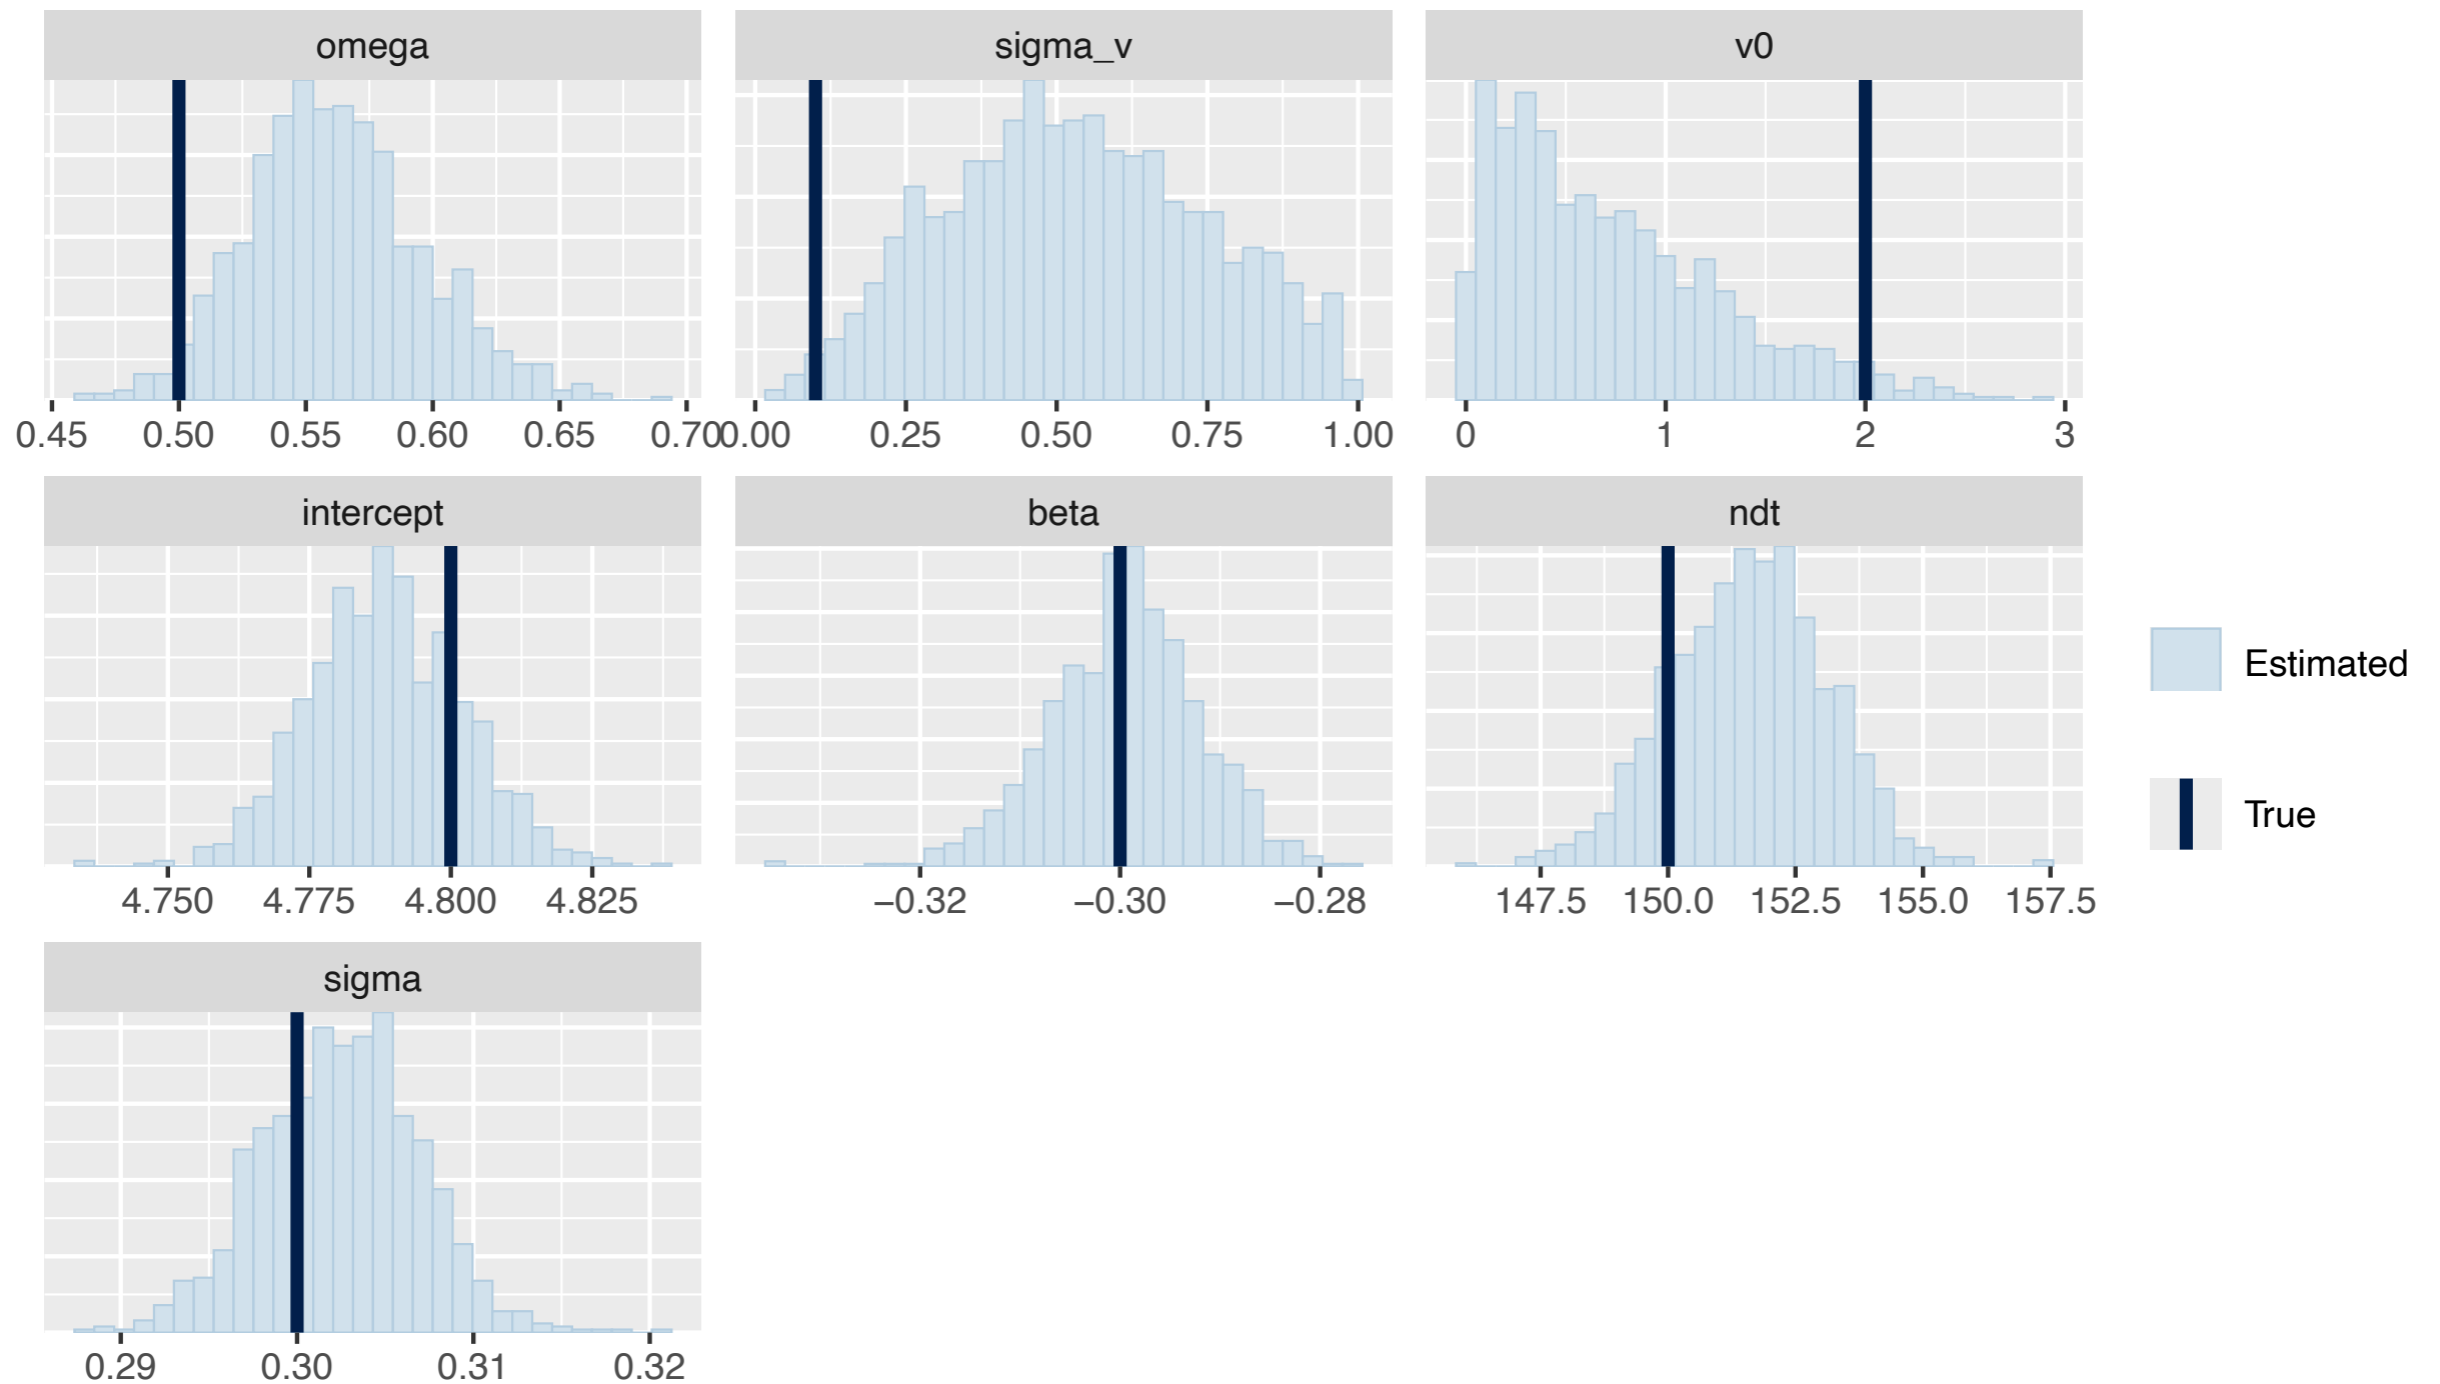 omega
sigma_v
v0
0.45 0.50 0.55 0.60 0.65 0.70
0.00 0.25 0.50 0.75 1.00
0 1 2 3
intercept
beta
ndt
4.750 4.775 4.800 4.825
−0.32 −0.30 −0.28
147.5 150.0 152.5 155.0 157.5
Estimated
True
sigma
0.29 0.30 0.31 0.32